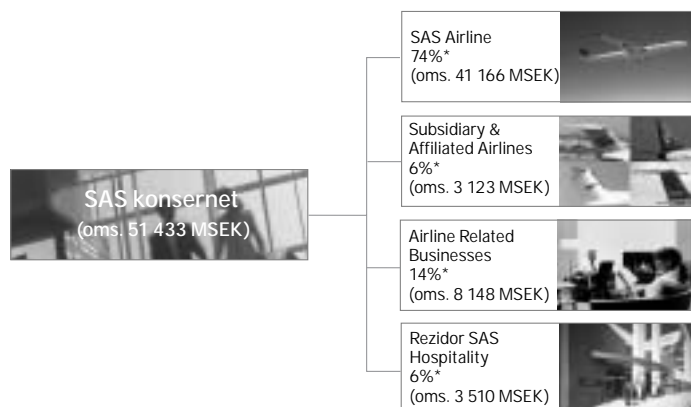 SAS konsernet
(oms. 51 433 MSEK)
SAS Airline
74%*
(oms. 41 166 MSEK)
Subsidiary &
Affiliated Airlines
6%*
(oms. 3 123 MSEK)
Airline Related
Businesses
14%*
(oms. 8 148 MSEK)
Rezidor SAS
Hospitality
6%*
(oms. 3 510 MSEK)